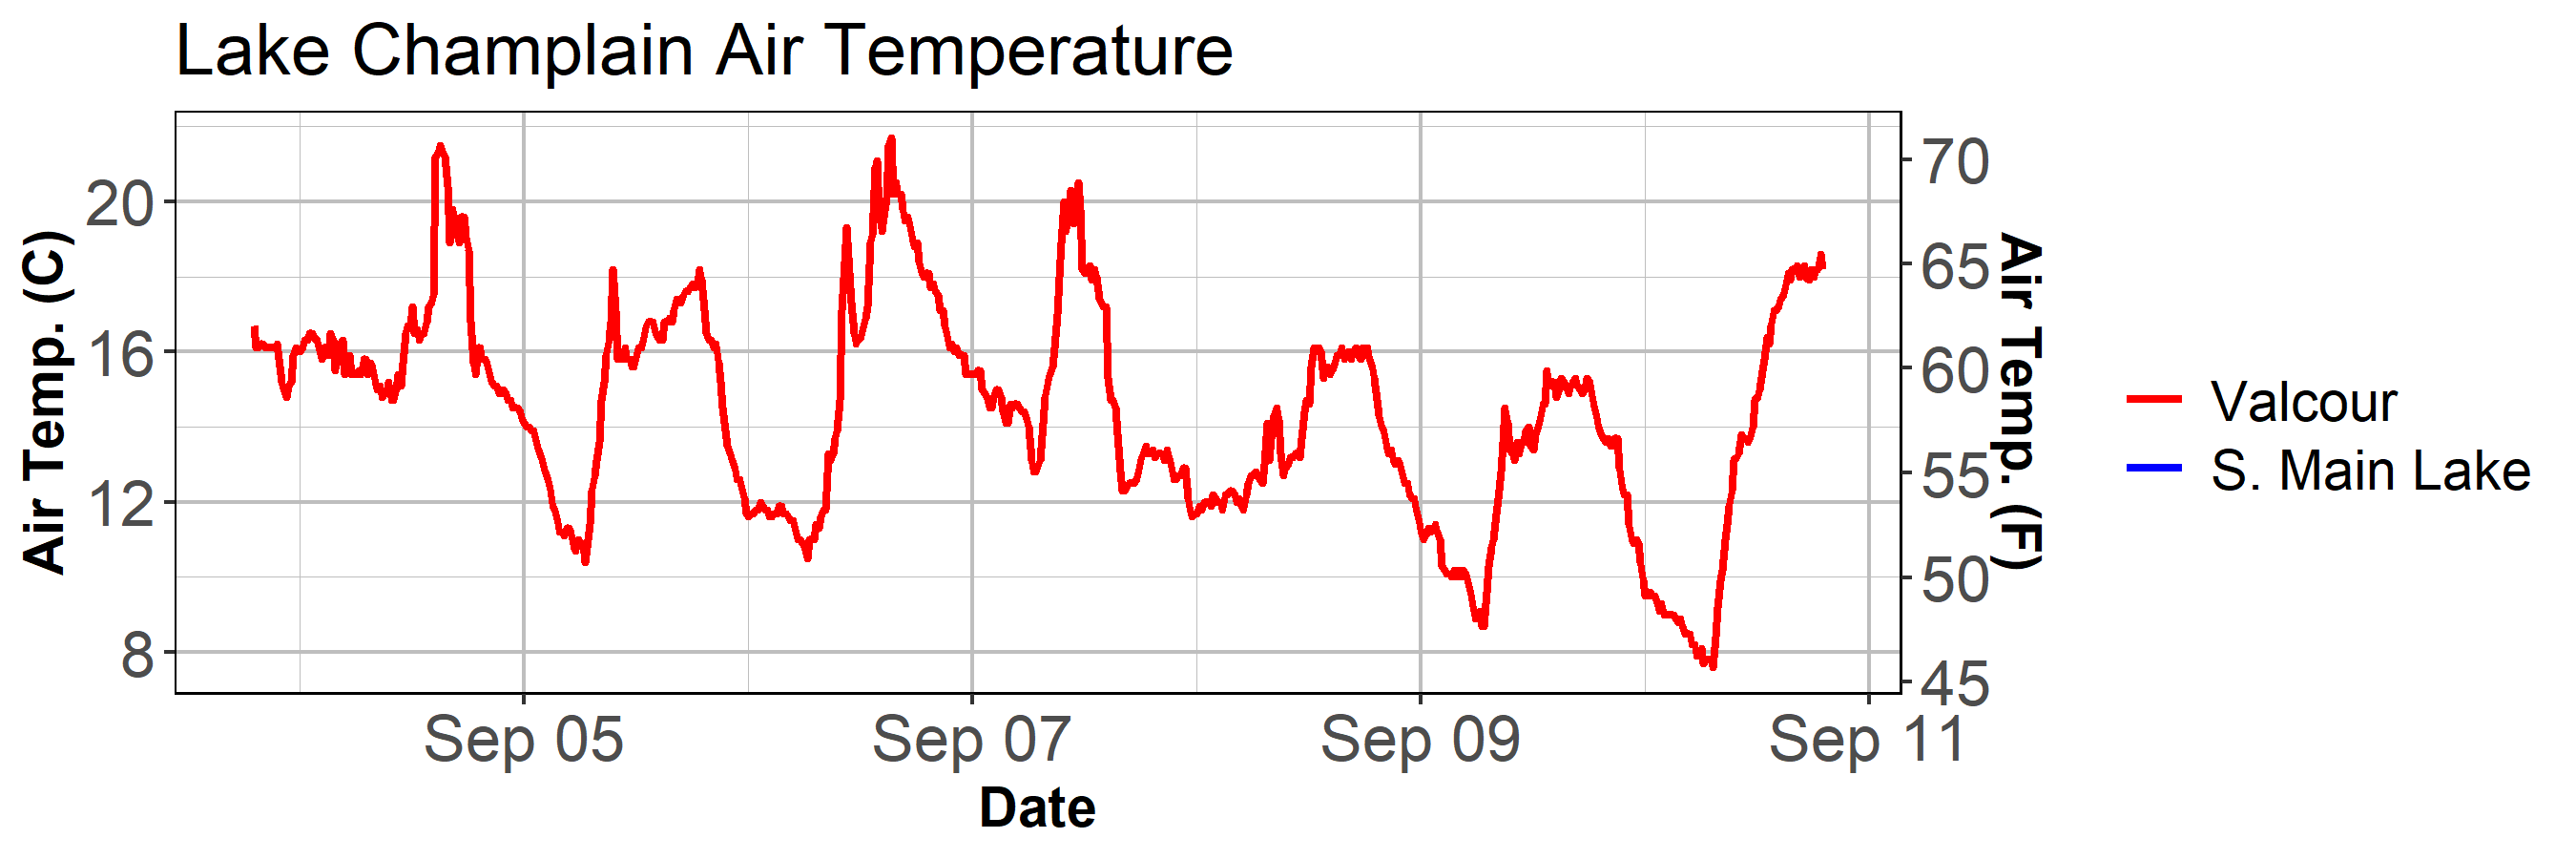 Lake Champlain Air Temperature
Air Temp. (C)
20
16
12
8
70
65
60
55
50
45
Air Temp. (F)
Sep 05
Sep 07
Sep 09
Sep 11
Date
Valcour
S. Main Lake